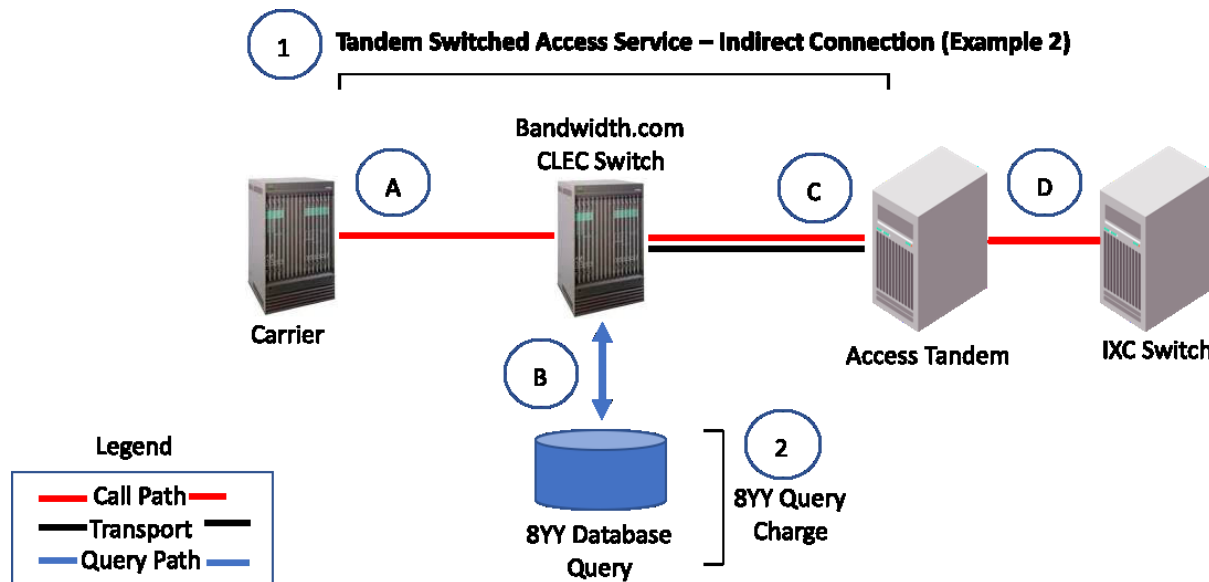 1
Tandem Switched Access Service – Indirect Connection (Example 2)
Bandwidth.com
CLEC Switch
A
C
D
Carrier
Access Tandem
IXC Switch
B
Legend
Call Path
Transport
Query Path
8YY Database
Query
2
8YY Query
Charge